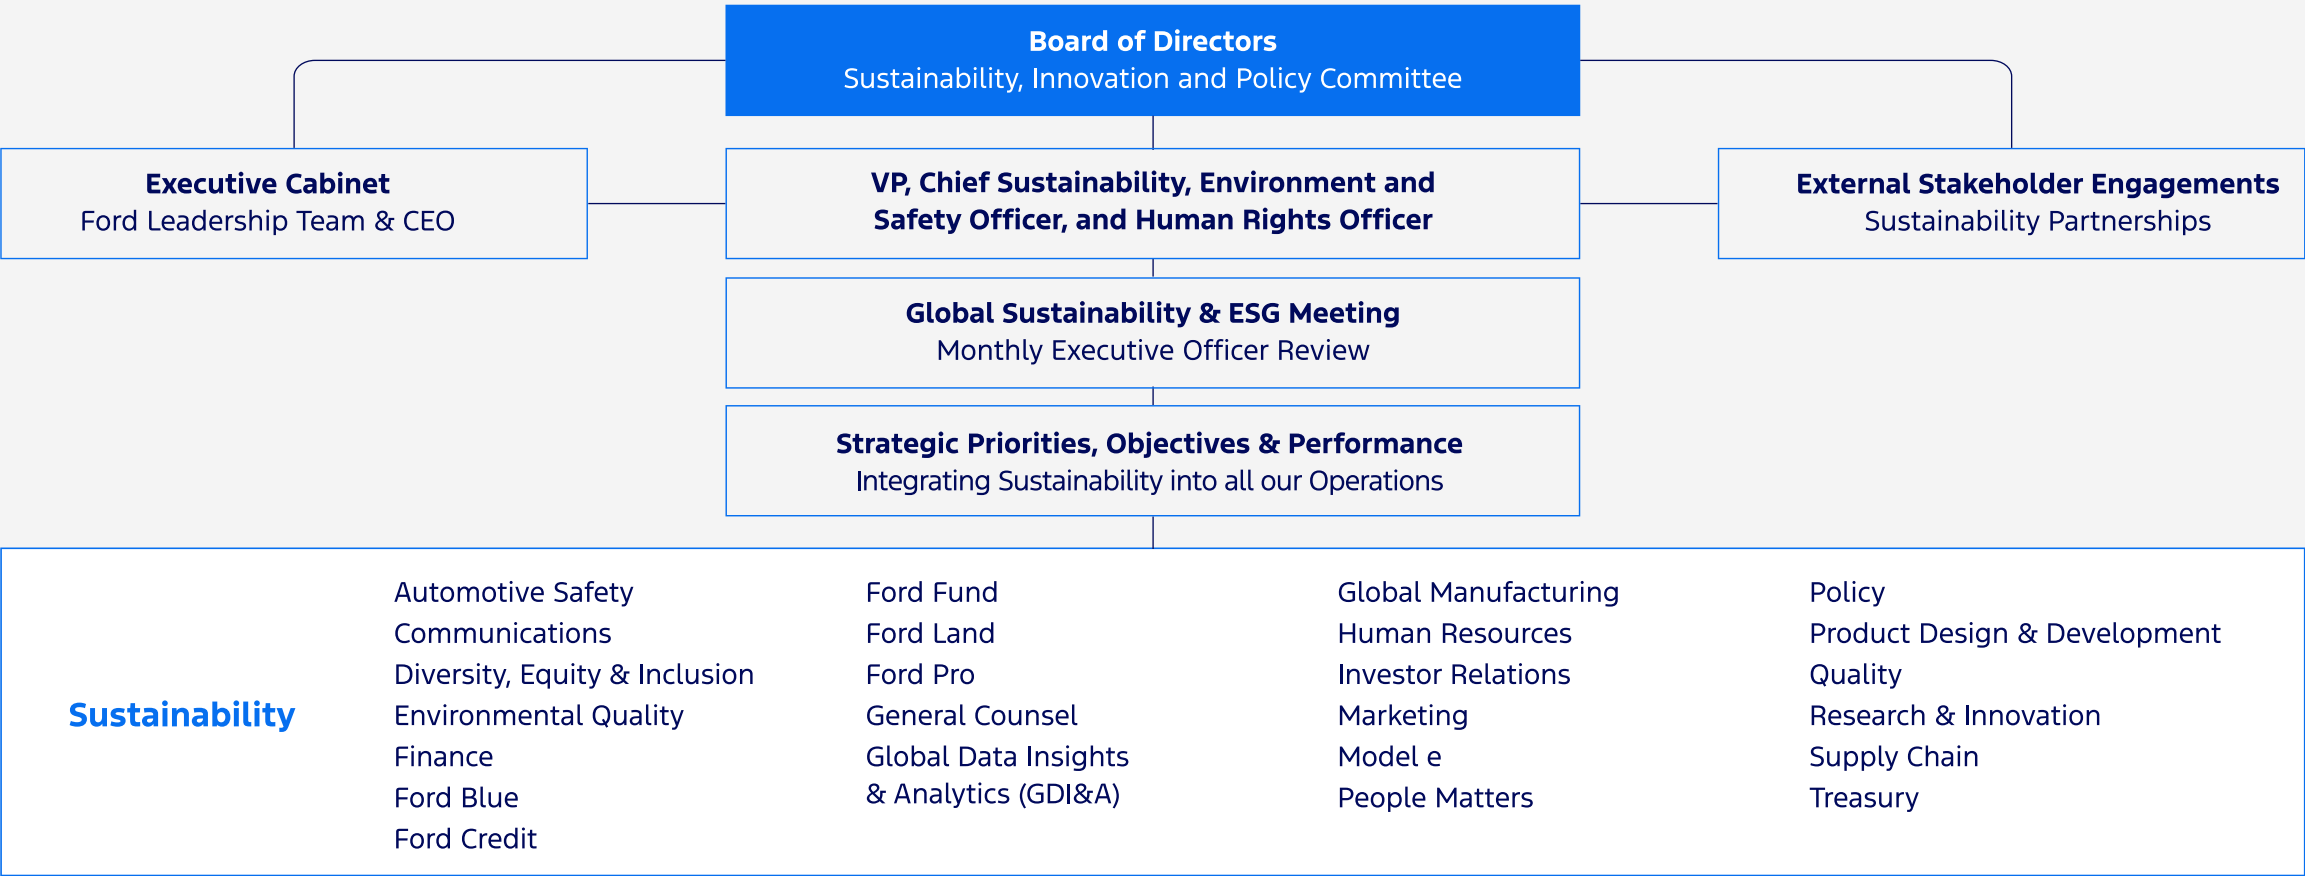 Board of Directors
Sustainability, Innovation and Policy Committee
Executive Cabinet
Ford Leadership Team & CEO
VP, Chief Sustainability, Environment and
Safety Officer, and Human Rights Officer
External Stakeholder Engagements
Sustainability Partnerships
Global Sustainability & ESG Meeting
Monthly Executive Officer Review
Strategic Priorities, Objectives & Performance
Integrating Sustainability into all our Operations
Sustainability
Automotive Safety
Communications
Diversity, Equity & Inclusion
Environmental Quality
Finance
Ford Blue
Ford Credit
Ford Fund
Ford Land
Ford Pro
General Counsel
Global Data Insights
& Analytics (GDI&A)
Global Manufacturing
Human Resources
Investor Relations
Marketing
Model e
People Matters
Policy
Product Design & Development
Quality
Research & Innovation
Supply Chain
Treasury